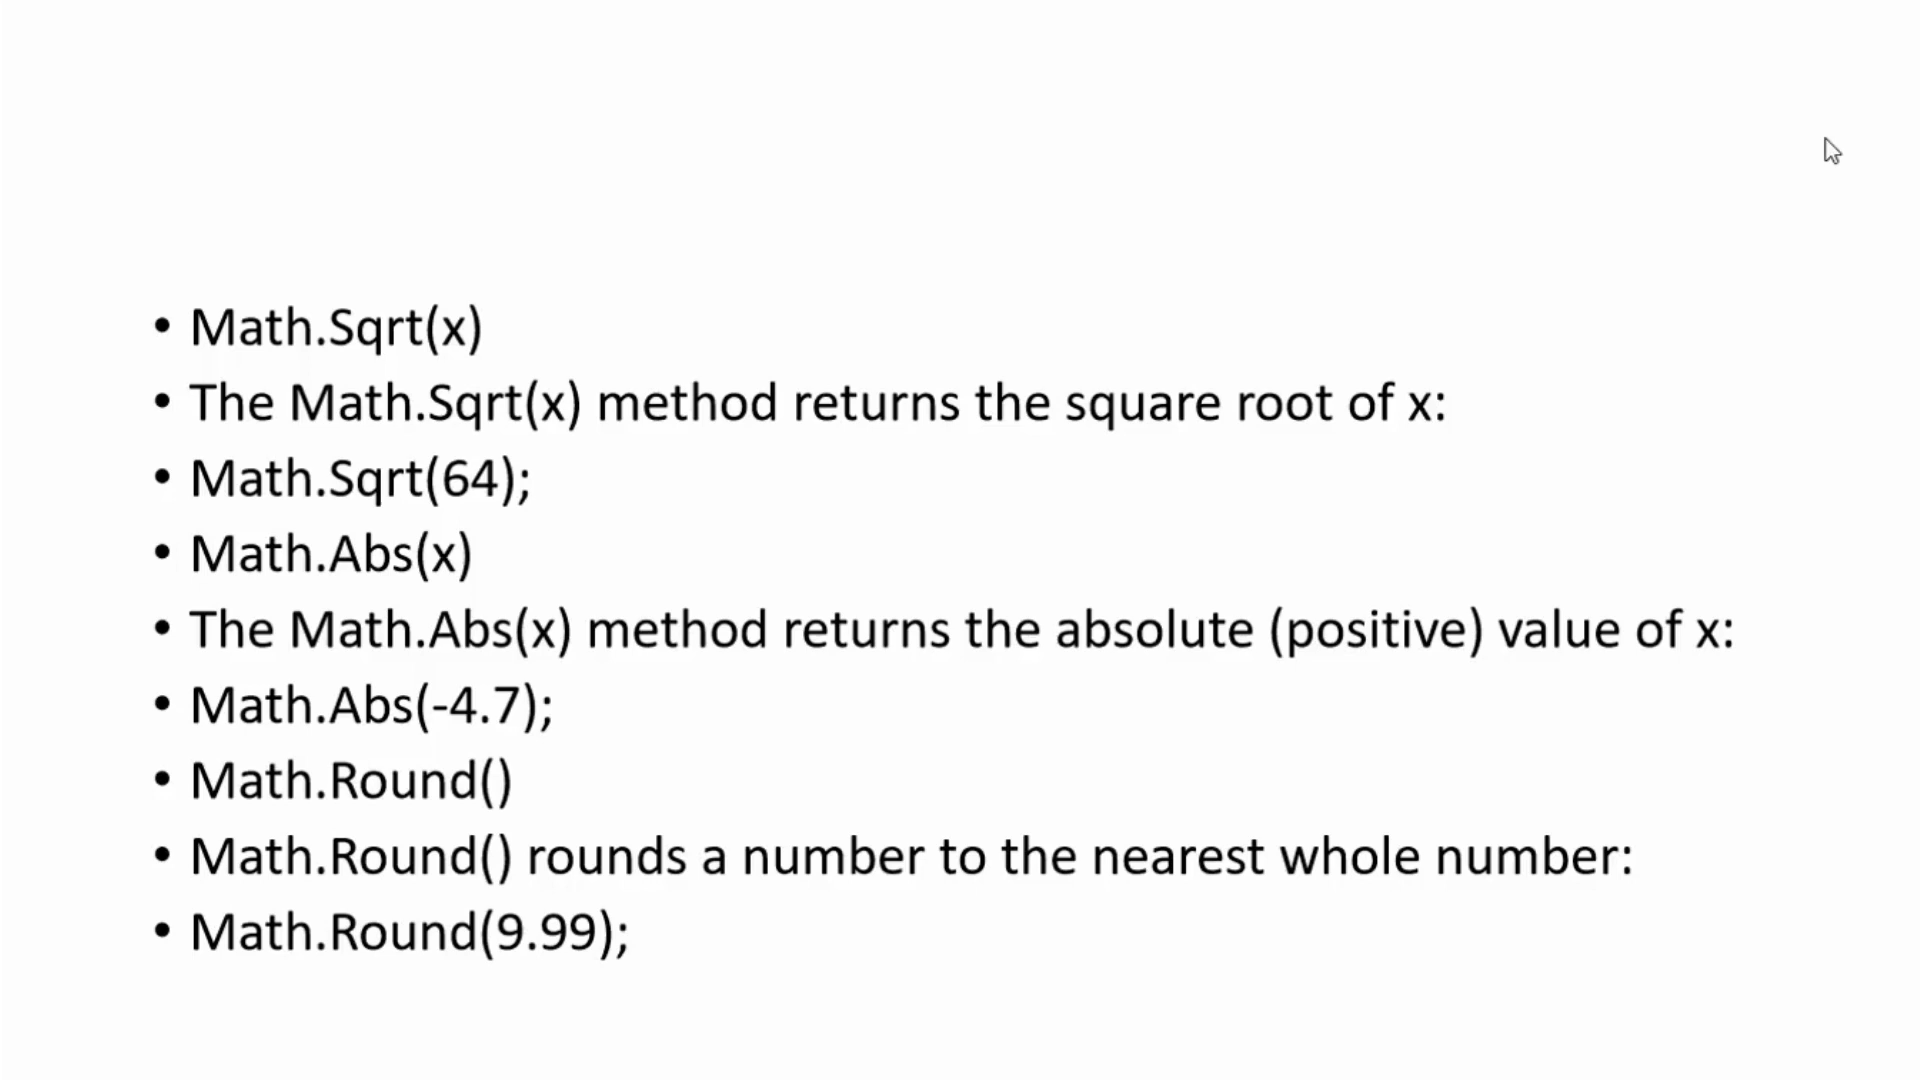 • Math.Sqrt(x)
• The Math.Sqrt(x) method returns the square root of x:
• Math.Sqrt(64);
• Math.Abs(x)
• The Math.Abs(x) method returns the absolute (positive) value of x:
• Math.Abs(-4.7);
• Math.Round()
• Math.Round() rounds a number to the nearest whole number:
• Math.Round(9.99);